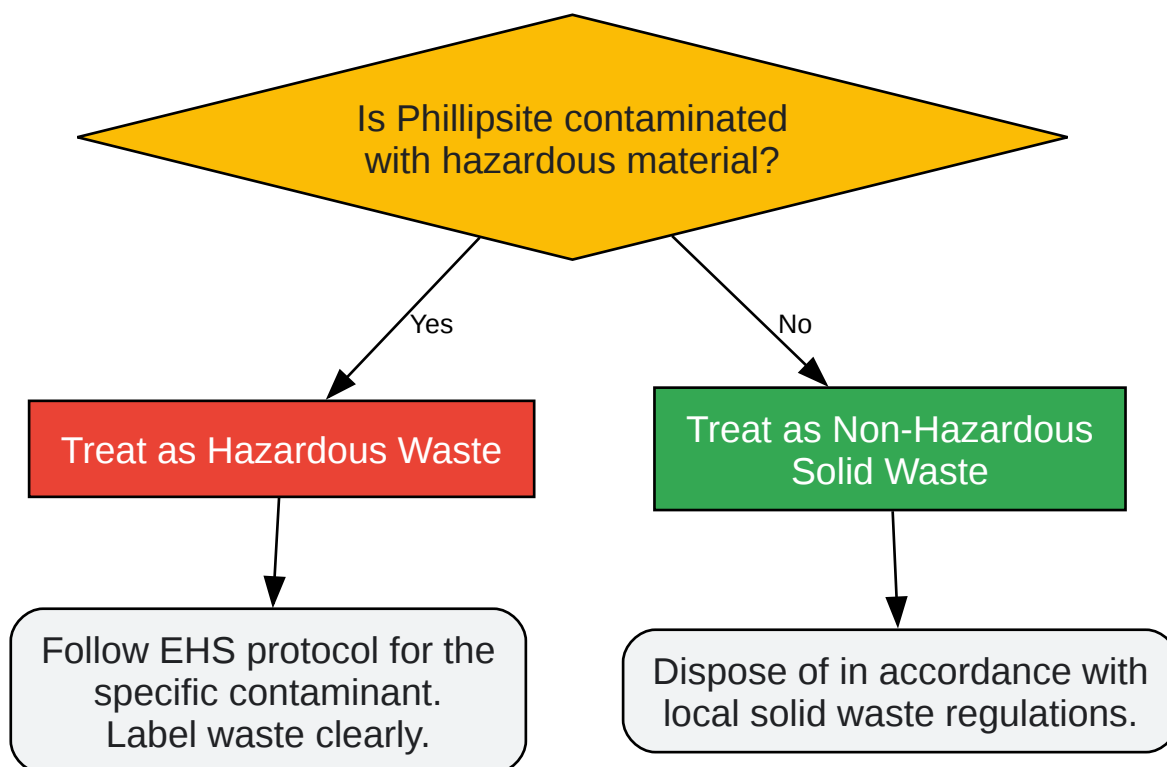 Is Phillipsite contaminated
with hazardous material?
Yes
No
Treat as Hazardous Waste
Treat as Non-Hazardous
Solid Waste
Follow EHS protocol for the
specific contaminant.
Label waste clearly.
Dispose of in accordance with
local solid waste regulations.